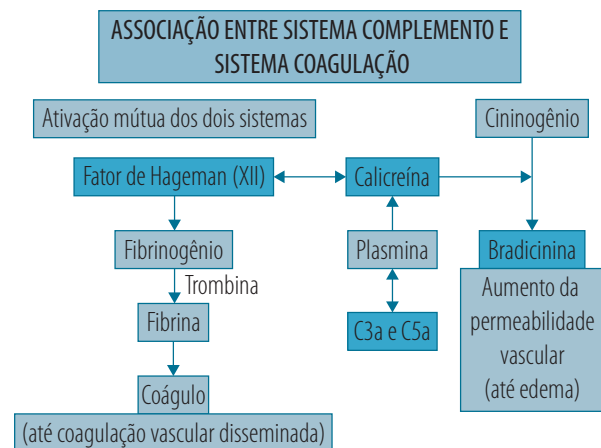 ASSOCIAÇÃO ENTRE SISTEMA COMPLEMENTO E
SISTEMA COAGULAÇÃO
Ativação mútua dos dois sistemas
Cininogênio
Fator de Hageman (XII)
Calicreína
Fibrinogênio
Plasmina
Bradicinina
Trombina
Aumento da
permeabilidade
vascular
(até edema)
Fibrina
C3a e C5a
Coágulo
(até coagulação vascular disseminada)